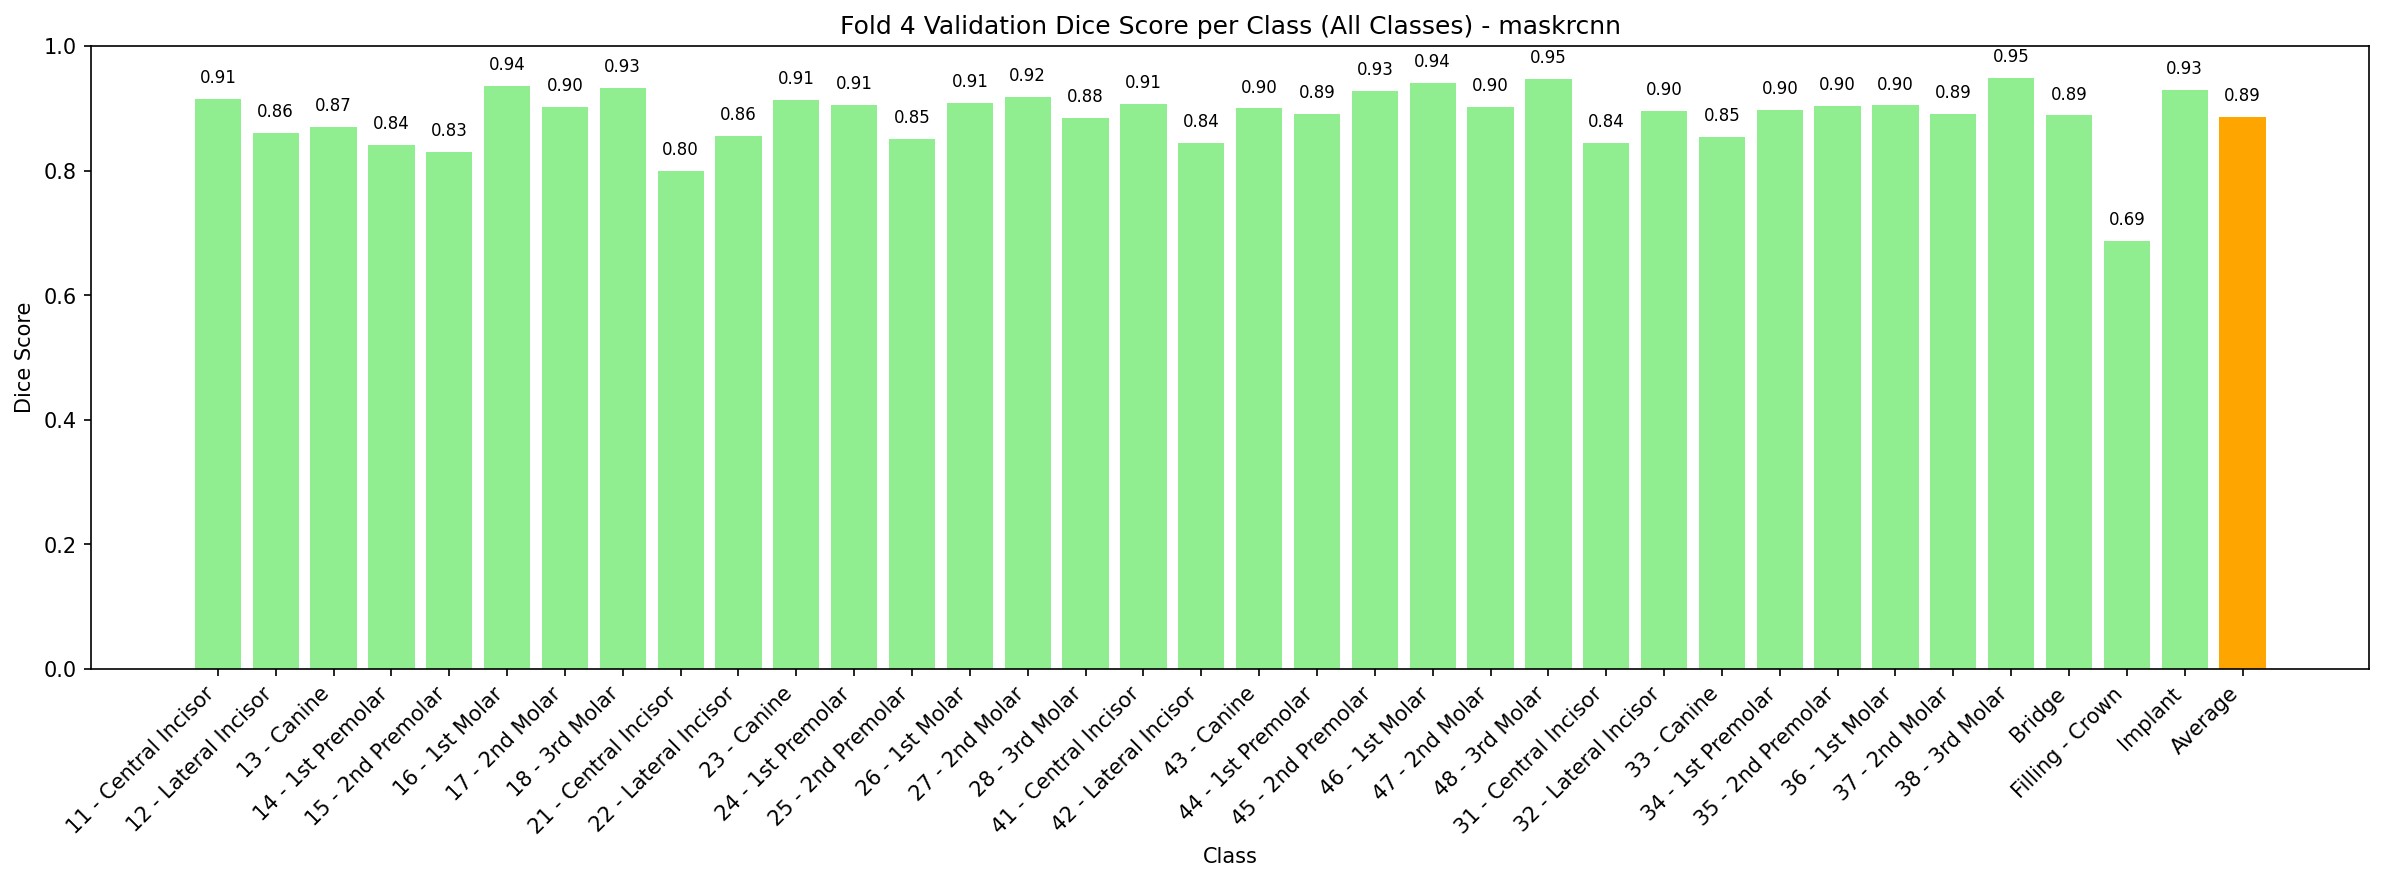 Fold 4 Validation Dice Score per Class (All Classes) - maskrcnn
Dice Score
1.0
0.8
0.6
0.4
0.2
0.0
0.91
0.86
0.87
0.84
0.83
0.94
0.90
0.93
0.80
0.86
0.91
0.91
0.85
0.91
0.92
0.88
0.91
0.84
0.90
0.89
0.93
0.94
0.90
0.95
0.84
0.90
0.85
0.90
0.90
0.90
0.89
0.95
0.89
0.69
0.93
0.89
11 - Central Incisor
12 - Lateral Incisor
13 - Canine
14 - 1st Premolar
15 - 2nd Premolar
16 - 1st Molar
17 - 2nd Molar
18 - 3rd Molar
21 - Central Incisor
22 - Lateral Incisor
23 - Canine
24 - 1st Premolar
25 - 2nd Premolar
26 - 1st Molar
27 - 2nd Molar
28 - 3rd Molar
41 - Central Incisor
42 - Lateral Incisor
43 - Canine
44 - 1st Premolar
45 - 2nd Premolar
46 - 1st Molar
47 - 2nd Molar
48 - 3rd Molar
31 - Central Incisor
32 - Lateral Incisor
33 - Canine
34 - 1st Premolar
35 - 2nd Premolar
36 - 1st Molar
37 - 2nd Molar
38 - 3rd Molar
Bridge
Filling - Crown
Implant
Average
Class